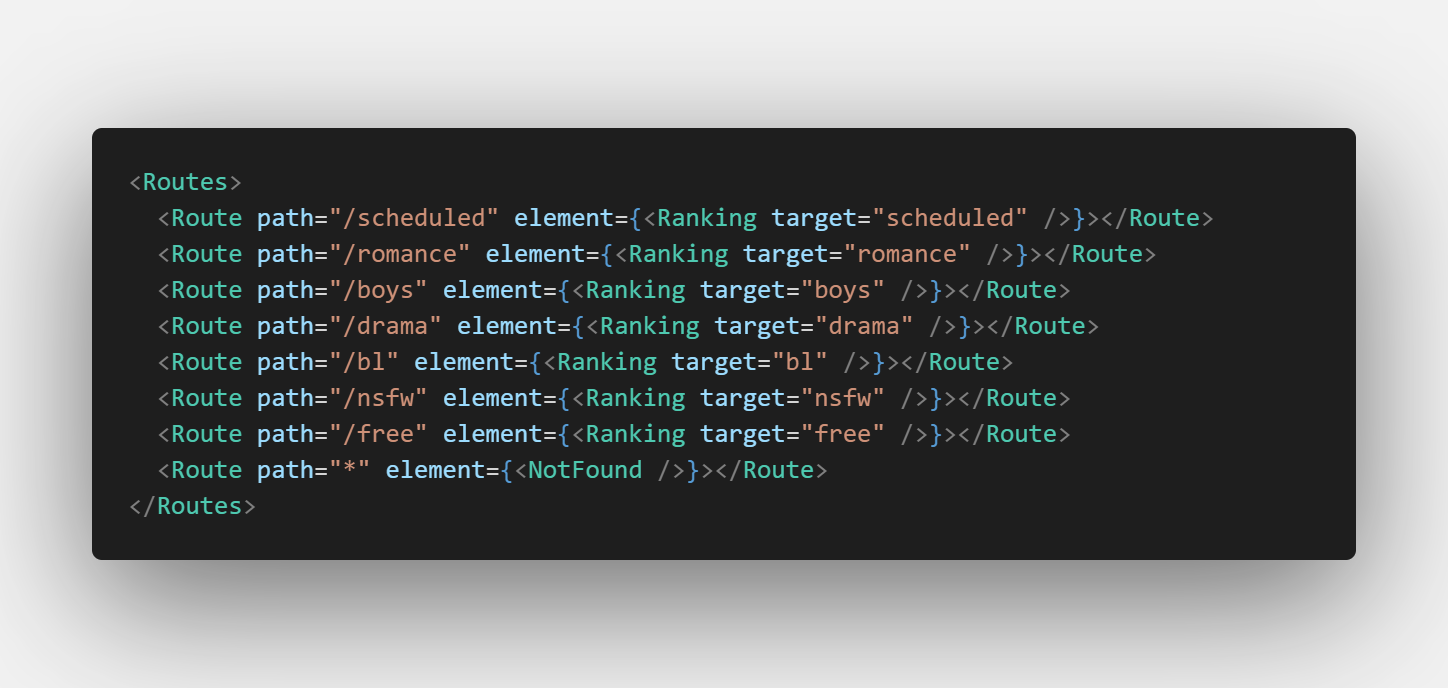 <Routes>
  <Route path="/scheduled" element={<Ranking target="scheduled" />}></Route>
  <Route path="/romance" element={<Ranking target="romance" />}></Route>
  <Route path="/boys" element={<Ranking target="boys" />}></Route>
  <Route path="/drama" element={<Ranking target="drama" />}></Route>
  <Route path="/bl" element={<Ranking target="bl" />}></Route>
  <Route path="/nsfw" element={<Ranking target="nsfw" />}></Route>
  <Route path="/free" element={<Ranking target="free" />}></Route>
  <Route path="*" element={<NotFound />}></Route>
</Routes>